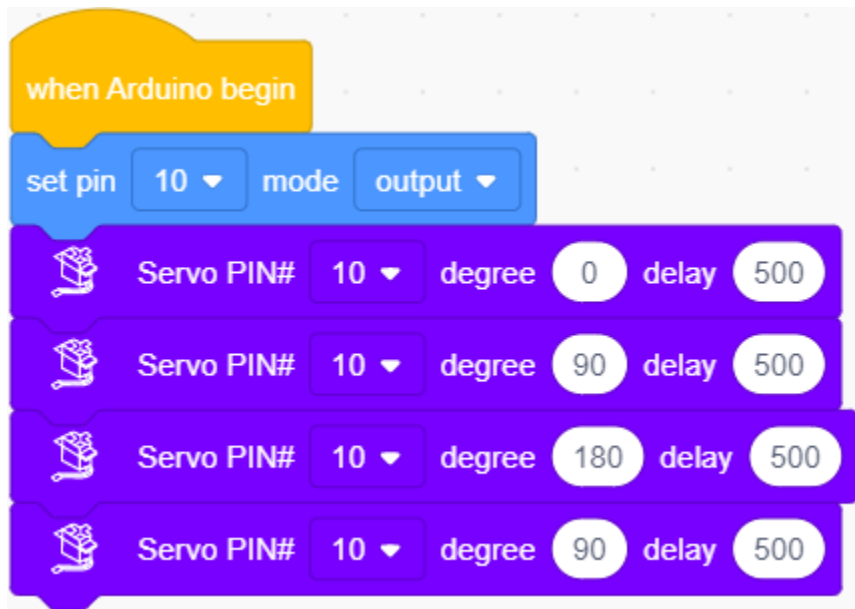 when Arduino begin
set pin 10 mode output
Servo PIN# 10 degree 0 delay 500
Servo PIN# 10 degree 90 delay 500
Servo PIN# 10 degree 180 delay 500
Servo PIN# 10 degree 90 delay 500